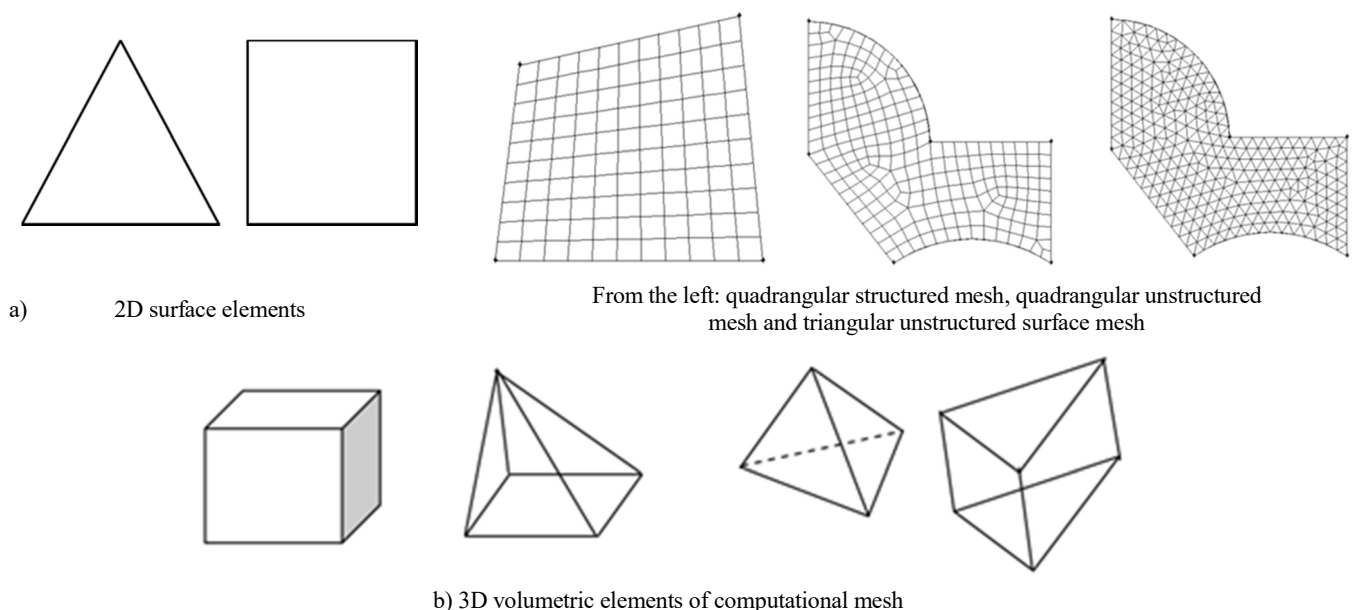 a) 2D surface elements
From the left: quadrangular structured mesh, quadrangular unstructured
mesh and triangular unstructured surface mesh
b) 3D volumetric elements of computational mesh